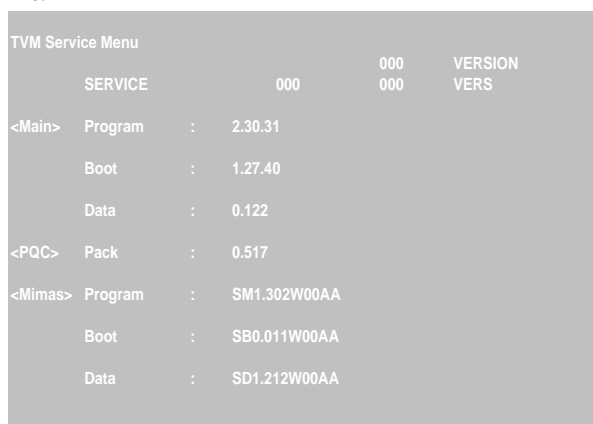 TVM Service Menu
000 VERSION
SERVICE 000 000 VERS
<Main> Program : 2.30.31
Boot : 1.27.40
Data : 0.122
<PQC> Pack : 0.517
<Mimas> Program : SM1.302W00AA
Boot : SB0.011W00AA
Data : SD1.212W00AA